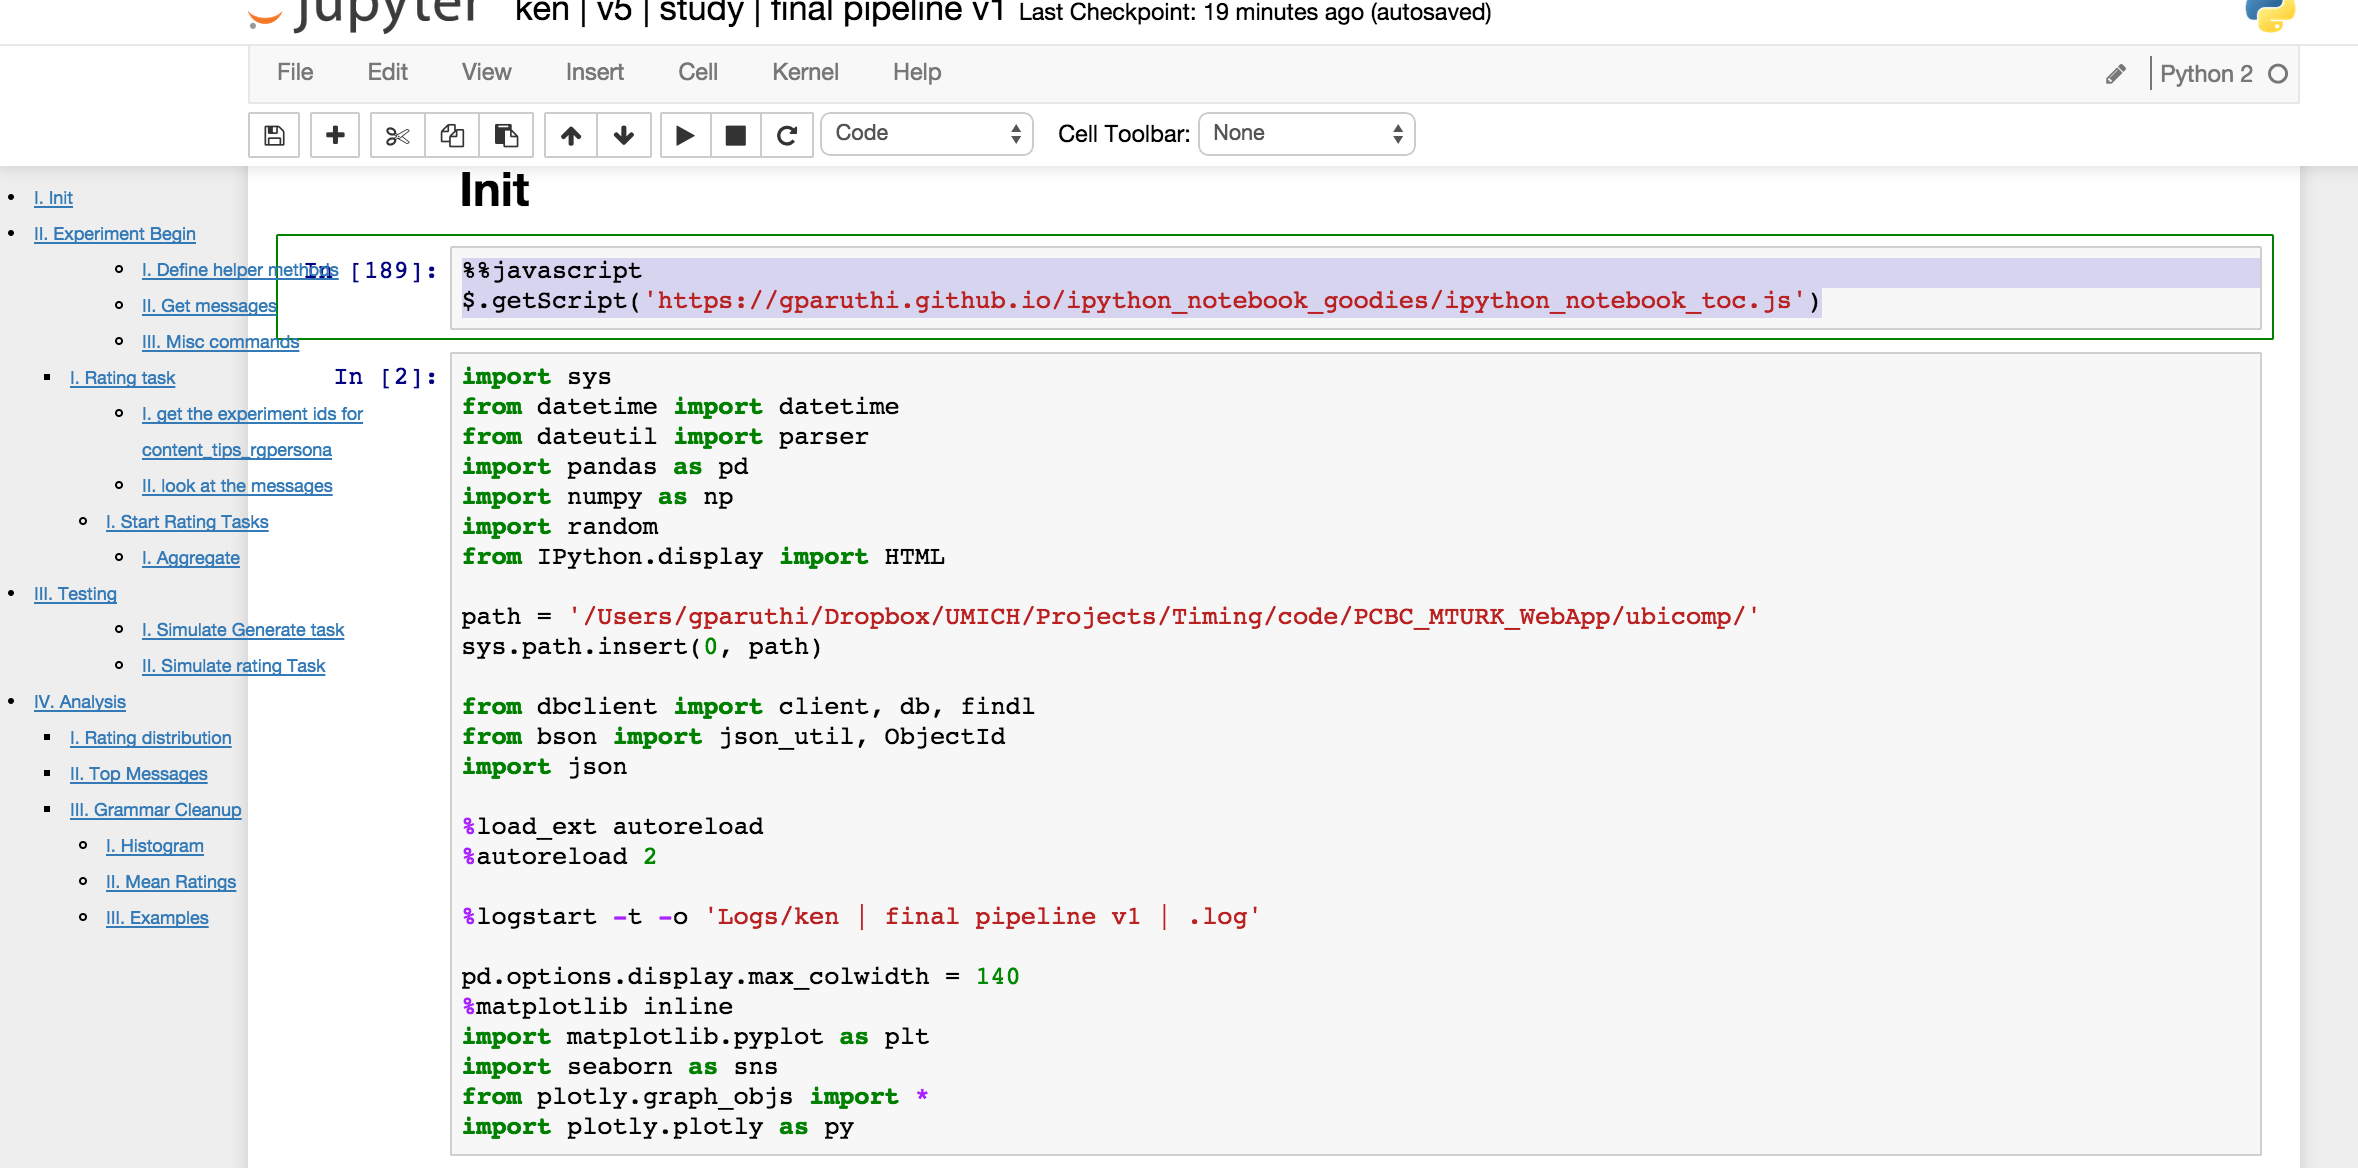 jupyter ken | v5 | study | final pipeline v1 Last Checkpoint: 19 minutes ago (autosaved)
File Edit View Insert Cell Kernel Help Python 2
Code Cell Toolbar: None
I. Init
II. Experiment Begin
I. Define helper methods
II. Get messages
III. Misc commands
I. Rating task
I. get the experiment ids for
content_tips_rgpersona
II. look at the messages
I. Start Rating Tasks
I. Aggregate
III. Testing
I. Simulate Generate task
II. Simulate rating Task
IV. Analysis
I. Rating distribution
II. Top Messages
III. Grammar Cleanup
I. Histogram
II. Mean Ratings
III. Examples
Init
In [189]: %%javascript
$.getScript('https://gparuthi.github.io/ipython_notebook_goodies/ipython_notebook_toc.js')
In [2]: import sys
from datetime import datetime
from dateutil import parser
import pandas as pd
import numpy as np
import random
from IPython.display import HTML
path = '/Users/gparuthi/Dropbox/UMICH/Projects/Timing/code/PCBC_MTURK_WebApp/ubicomp/'
sys.path.insert(0, path)
from dbclient import client, db, findl
from bson import json_util, ObjectId
import json
%load_ext autoreload
%autoreload 2
%logstart -t -o 'Logs/ken | final pipeline v1 | .log'
pd.options.display.max_colwidth = 140
%matplotlib inline
import matplotlib.pyplot as plt
import seaborn as sns
from plotly.graph_objs import *
import plotly.plotly as py